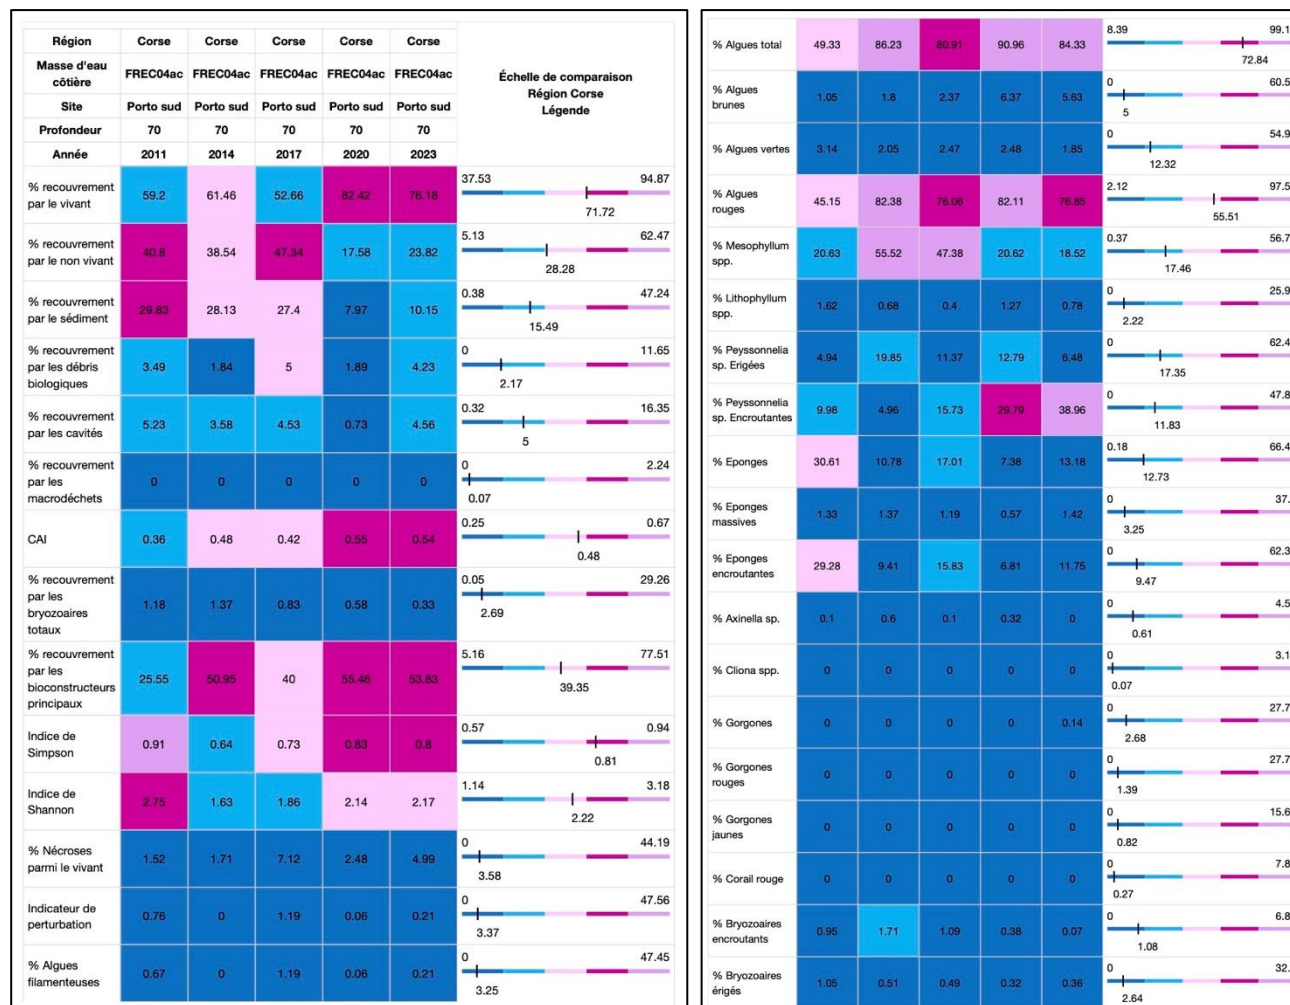 Région Corse Corse Corse Corse Corse
Masse d'eau
côtière FREC04ac FREC04ac FREC04ac FREC04ac FREC04ac
Échelle de comparaison
Région Corse
Légende
Site Porto sud Porto sud Porto sud Porto sud Porto sud
Profondeur 70 70 70 70 70
Année 2011 2014 2017 2020 2023
% recouvrement
par le vivant 59.2 61.46 52.66 82.42 76.18 37.53 94.87
71.72
% recouvrement
par le non vivant 40.8 38.54 47.34 17.58 23.82 5.13 62.47
28.28
% recouvrement
par le sédiment 29.83 28.13 27.4 7.97 10.15 0.38 47.24
15.49
% recouvrement
par les débris
biologiques 3.49 1.84 5 1.89 4.23 0 11.65
2.17
% recouvrement
par les cavités 5.23 3.58 4.53 0.73 4.56 0.32 16.35
5
% recouvrement
par les
macrodéchets 0 0 0 0 0 0 2.24
0.07
CAI 0.36 0.48 0.42 0.55 0.54 0.25 0.67
0.48
% recouvrement
par les
bryozoaires
totaux 1.18 1.37 0.83 0.58 0.33 0.05 29.26
2.69
% recouvrement
par les
bioconstructeurs
principaux 25.55 50.95 40 55.46 53.83 5.16 77.51
39.35
Indice de
Simpson 0.91 0.64 0.73 0.83 0.8 0.57 0.94
0.81
Indice de
Shannon 2.75 1.63 1.86 2.14 2.17 1.14 3.18
2.22
% Nécroses
parmi le vivant 1.52 1.71 7.12 2.48 4.99 0 44.19
3.58
Indicateur de
perturbation 0.76 0 1.19 0.06 0.21 0 47.56
3.37
% Algues
filamenteuses 0.67 0 1.19 0.06 0.21 0 47.45
3.25
% Algues total 49.33 86.23 80.91 90.96 84.33 8.39 99.1
72.84
% Algues
brunes 1.05 1.8 2.37 6.37 5.63 0 60.5
5
% Algues vertes 3.14 2.05 2.47 2.48 1.85 0 54.9
12.32
% Algues
rouges 45.15 82.38 76.06 82.11 76.85 2.12 97.5
55.51
% Mesophyllum
spp. 20.63 55.52 47.38 20.62 18.52 0.37 56.7
17.46
% Lithophyllum
spp. 1.62 0.68 0.4 1.27 0.78 0 25.9
2.22
% Peyssonnelia
sp. Erigées 4.94 19.85 11.37 12.79 6.48 0 62.4
17.35
% Peyssonnelia
sp. Encroutantes 9.98 4.96 15.73 29.79 38.96 0 47.8
11.83
% Eponges 30.61 10.78 17.01 7.38 13.18 0.18 66.4
12.73
% Eponges
massives 1.33 1.37 1.19 0.57 1.42 0 37.
3.25
% Eponges
encroutantes 29.28 9.41 15.83 6.81 11.75 0 62.3
9.47
% Axinella sp. 0.1 0.6 0.1 0.32 0 0 4.5
0.61
% Cliona spp. 0 0 0 0 0 0 3.1
0.07
% Gorgones 0 0 0 0 0.14 0 27.7
2.68
% Gorgones
rouges 0 0 0 0 0 0 27.7
1.39
% Gorgones
jaunes 0 0 0 0 0 0 15.6
0.82
% Corail rouge 0 0 0 0 0 0 7.8
0.27
% Bryozoaires
encroutants 0.95 1.71 1.09 0.38 0.07 0 6.8
1.08
% Bryozoaires
érigés 1.05 0.51 0.49 0.32 0.36 0 32.
2.64